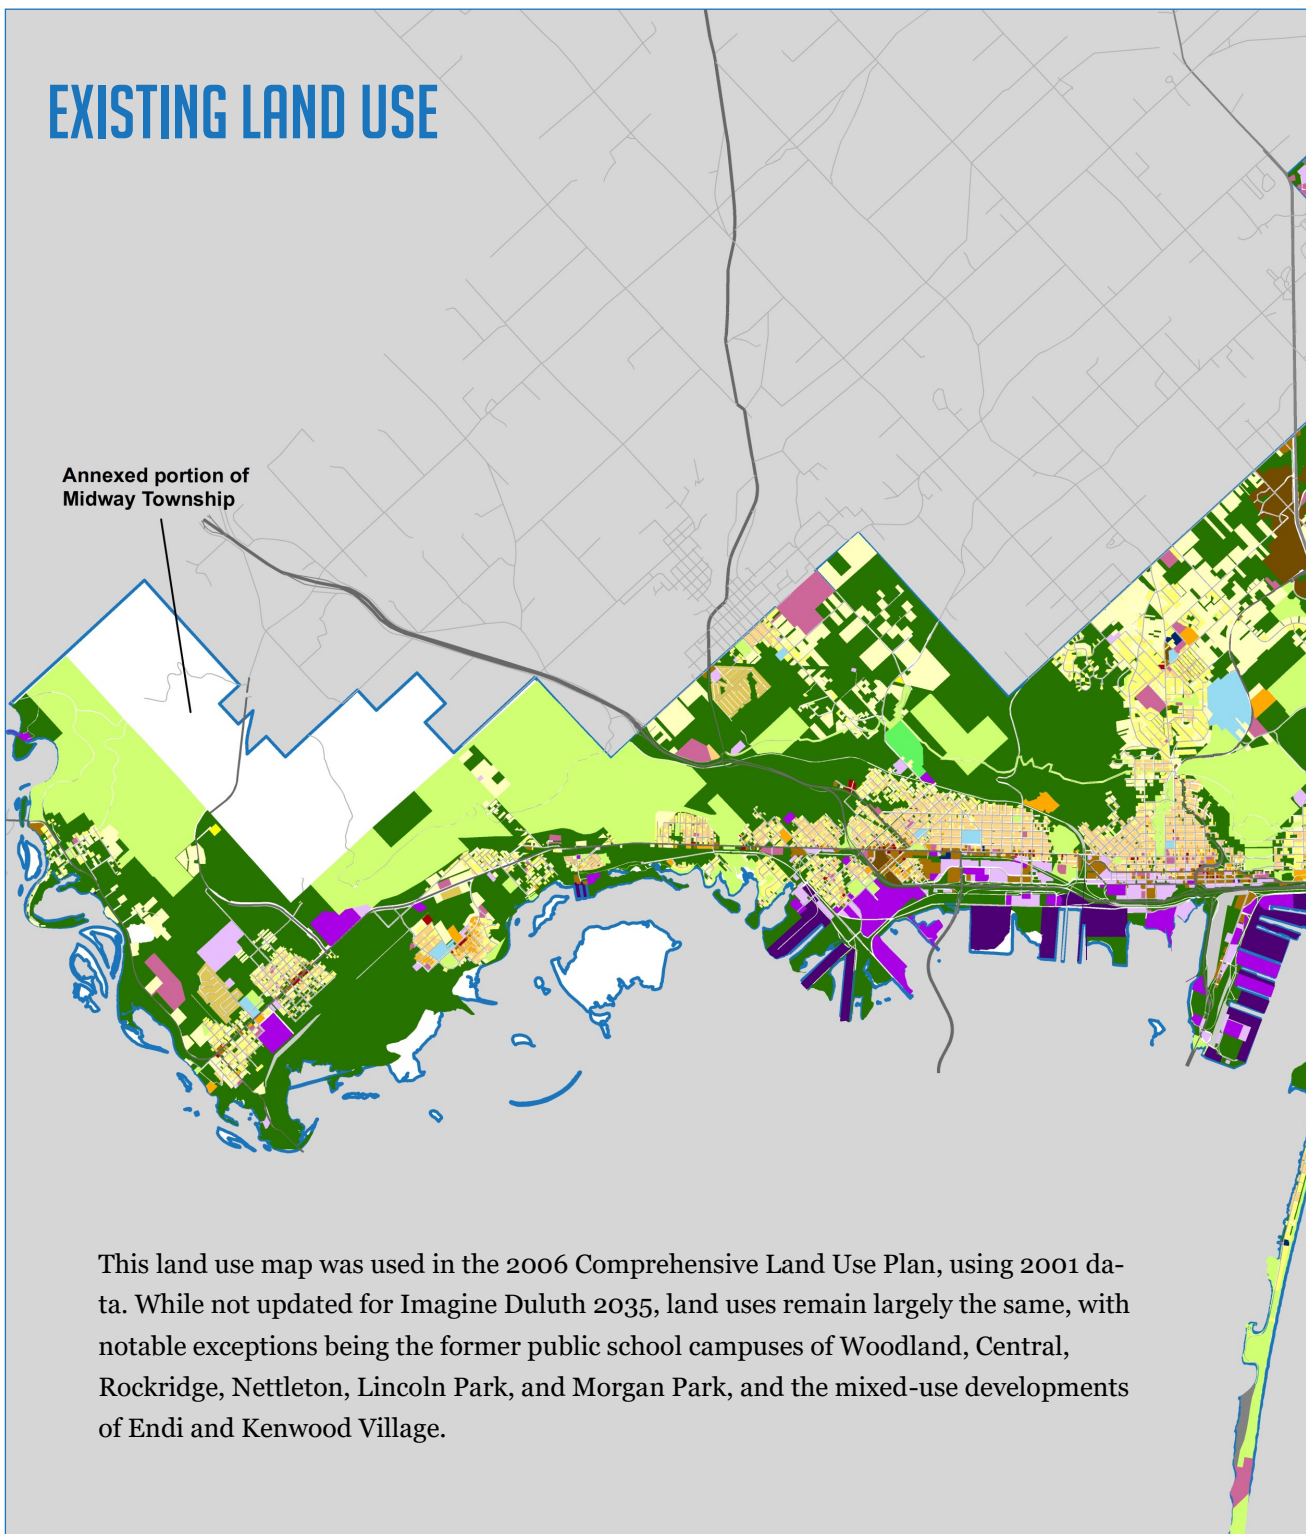 EXISTING LAND USE
Annexed portion of
Midway Township
This land use map was used in the 2006 Comprehensive Land Use Plan, using 2001 da-
ta. While not updated for Imagine Duluth 2035, land uses remain largely the same, with
notable exceptions being the former public school campuses of Woodland, Central,
Rockridge, Nettleton, Lincoln Park, and Morgan Park, and the mixed-use developments
of Endi and Kenwood Village.